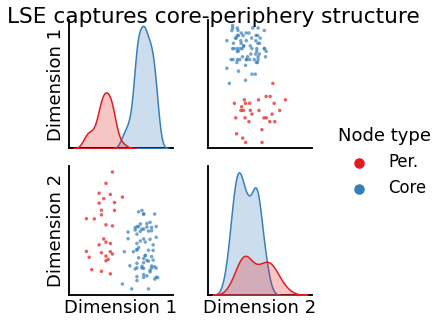 LSE captures core-periphery structure
Dimension 1
Node type
Per.
Core
Dimension 2
Dimension 1
Dimension 2